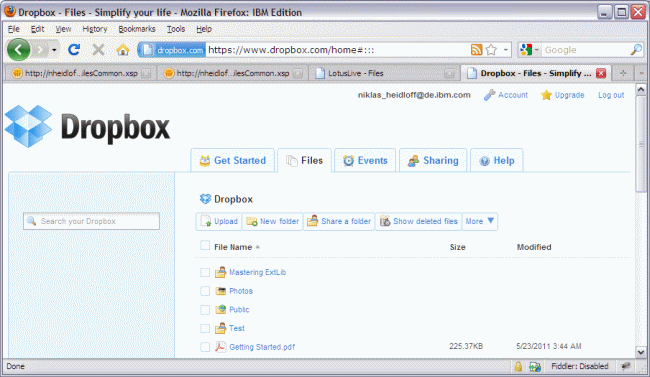 Dropbox - Files - Simplify your life - Mozilla Firefox: IBM Edition
File Edit View History Bookmarks Tools Help
dropbox.com https://www.dropbox.com/home#::: Google
http://nheidloff...ilesCommon.xsp http://nheidloff...ilesCommon.xsp LotusLive - Files Dropbox - Files - Simplify ...
niklas_heidloff@de.ibm.com Account Upgrade Log out
Dropbox
Get Started Files Events Sharing Help
Search your Dropbox
Dropbox
Upload New folder Share a folder Show deleted files More
File Name Size Modified
Mastering ExtLib
Photos
Public
Test
Getting Started.pdf 225.37KB 5/23/2011 3:44 AM
Done Fiddler: Disabled